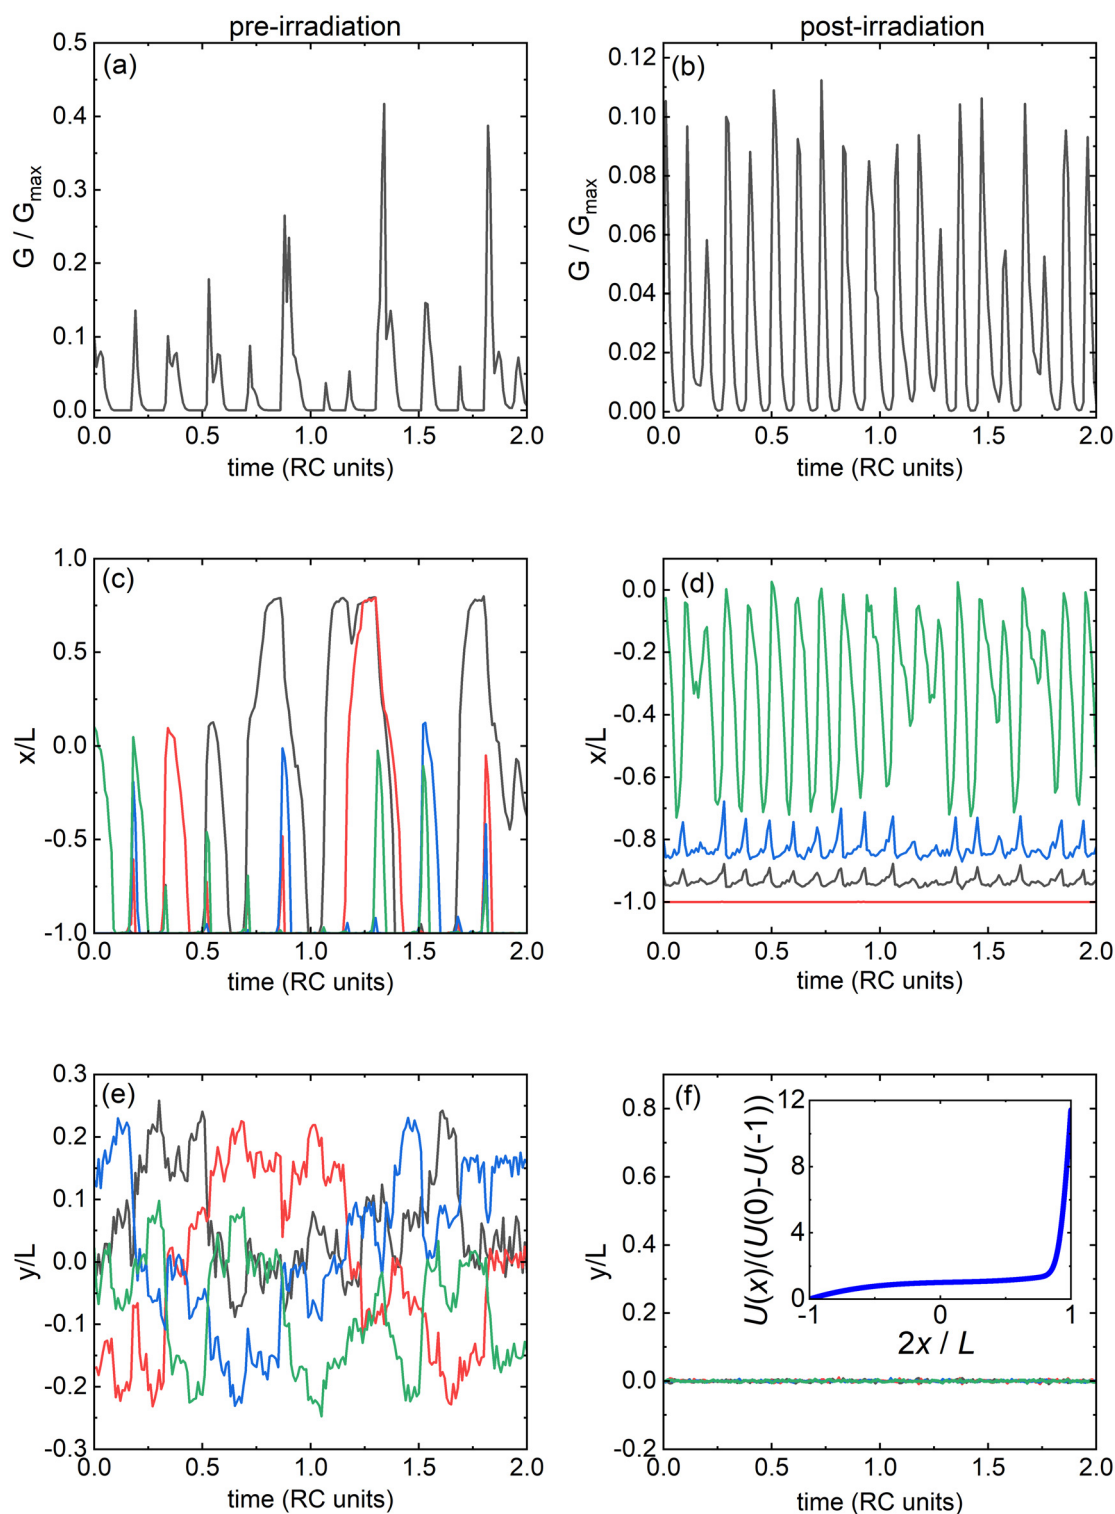 pre-irradiation
post-irradiation
(a)
0.5
0.4
0.3
0.2
0.1
0.0
G / Gmax
0.0 0.5 1.0 1.5 2.0
time (RC units)
(b)
0.12
0.10
0.08
0.06
0.04
0.02
0.00
G / Gmax
0.0 0.5 1.0 1.5 2.0
time (RC units)
(c)
1.0
0.5
0.0
-0.5
-1.0
x/L
0.0 0.5 1.0 1.5 2.0
time (RC units)
(d)
0.0
-0.2
-0.4
-0.6
-0.8
-1.0
x/L
0.0 0.5 1.0 1.5 2.0
time (RC units)
(e)
0.3
0.2
0.1
0.0
-0.1
-0.2
-0.3
y/L
0.0 0.5 1.0 1.5 2.0
time (RC units)
(f)
0.8
0.6
0.4
0.2
0.0
-0.2
y/L
12
8
4
0
U(x)/(U(0)-U(-1))
-1 0 1
2x / L
0.0 0.5 1.0 1.5 2.0
time (RC units)